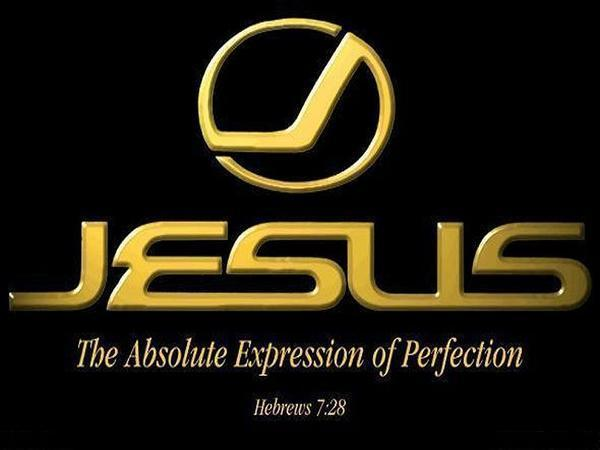 JESUS
The Absolute Expression of Perfection
Hebrews 7:28